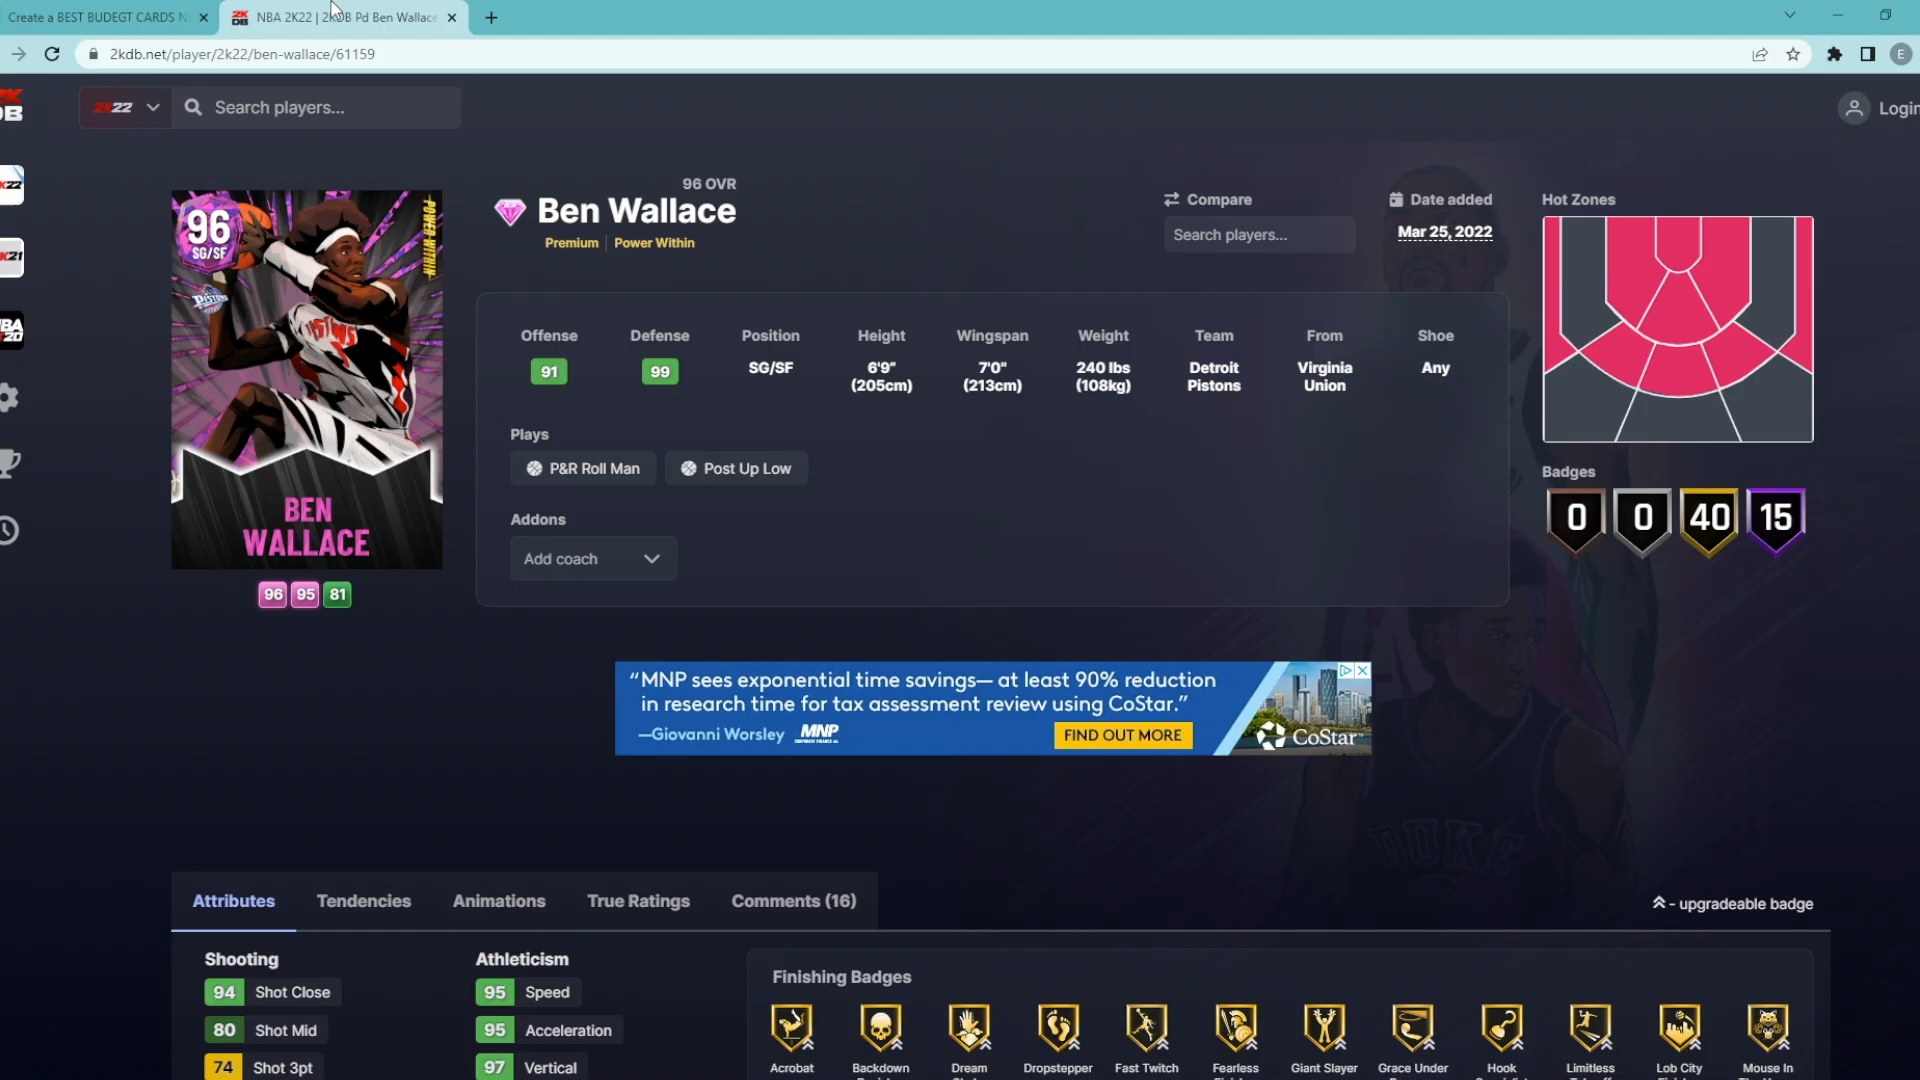 Create a BEST BUDEGT CARDS N
NBA 2K22 | 2KDB Pd Ben Wallace
2kdb.net/player/2k22/ben-wallace/61159
E
2K22
Search players...
Login
96 OVR
Ben Wallace
Premium
Power Within
Compare
Search players...
Date added
Mar 25, 2022
Hot Zones
96
SG/SF
POWER WITHIN
PISTONS
BEN
WALLACE
96 95 81
Offense
91
Defense
99
Position
SG/SF
Height
6'9"
(205cm)
Wingspan
7'0"
(213cm)
Weight
240 lbs
(108kg)
Team
Detroit
Pistons
From
Virginia
Union
Shoe
Any
Plays
P&R Roll Man
Post Up Low
Addons
Add coach
Badges
0 0 40 15
“MNP sees exponential time savings— at least 90% reduction
in research time for tax assessment review using CoStar.”
—Giovanni Worsley
MNP
FIND OUT MORE
CoStar™
DUKE
Attributes
Tendencies
Animations
True Ratings
Comments (16)
- upgradeable badge
Shooting
94 Shot Close
80 Shot Mid
74 Shot 3pt
Athleticism
95 Speed
95 Acceleration
97 Vertical
Finishing Badges
Acrobat
Backdown
Dream
Dropstepper
Fast Twitch
Fearless
Giant Slayer
Grace Under
Hook
Limitless
Lob City
Mouse In